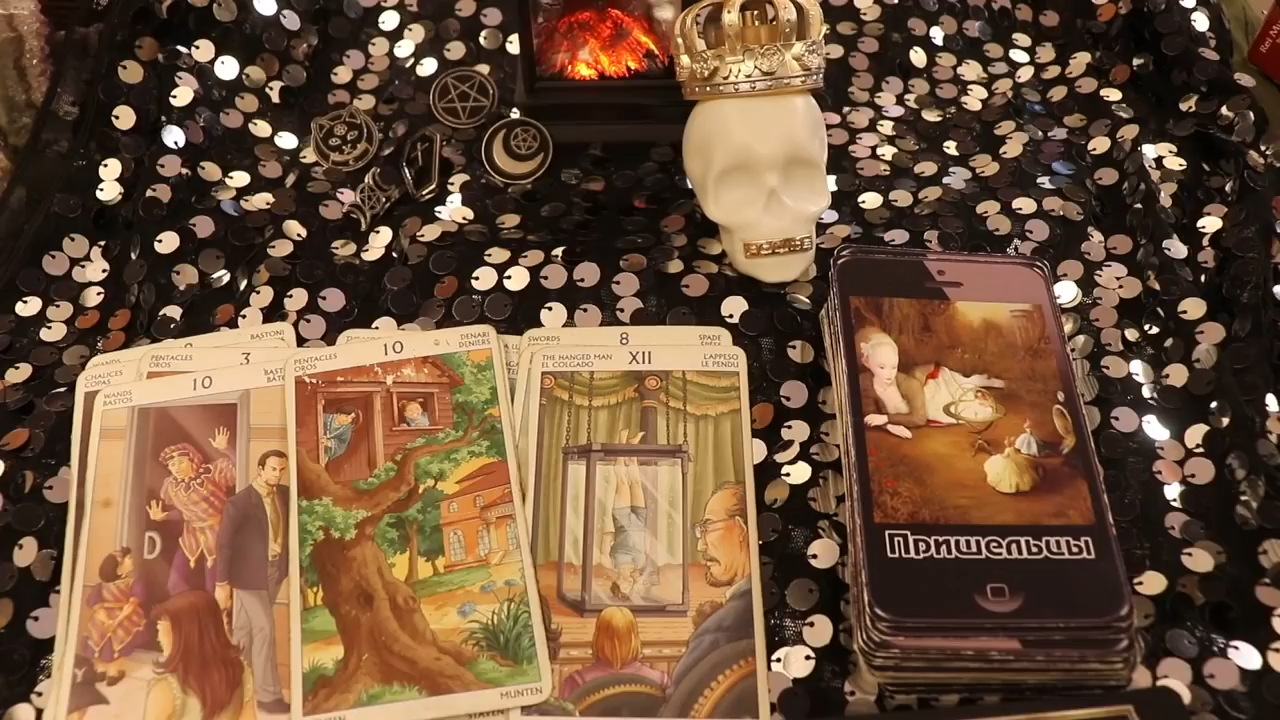 BASTONI
PENTACLES
OROS
3
CHALICES
COPAS
10
WANDS
BASTOS
PENTACLES
OROS
10
DENARI
DENIERS
MUNTEN
SWORDS
8
SPADE
THE HANGED MAN
EL COLGADO
XII
L'APPESO
LE PENDU
D
Пришельцы